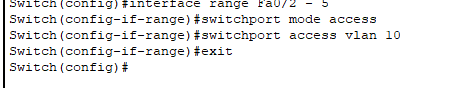 Switch(config)#interface range Fa0/2 - 5
Switch(config-if-range)#switchport mode access
Switch(config-if-range)#switchport access vlan 10
Switch(config-if-range)#exit
Switch(config)#